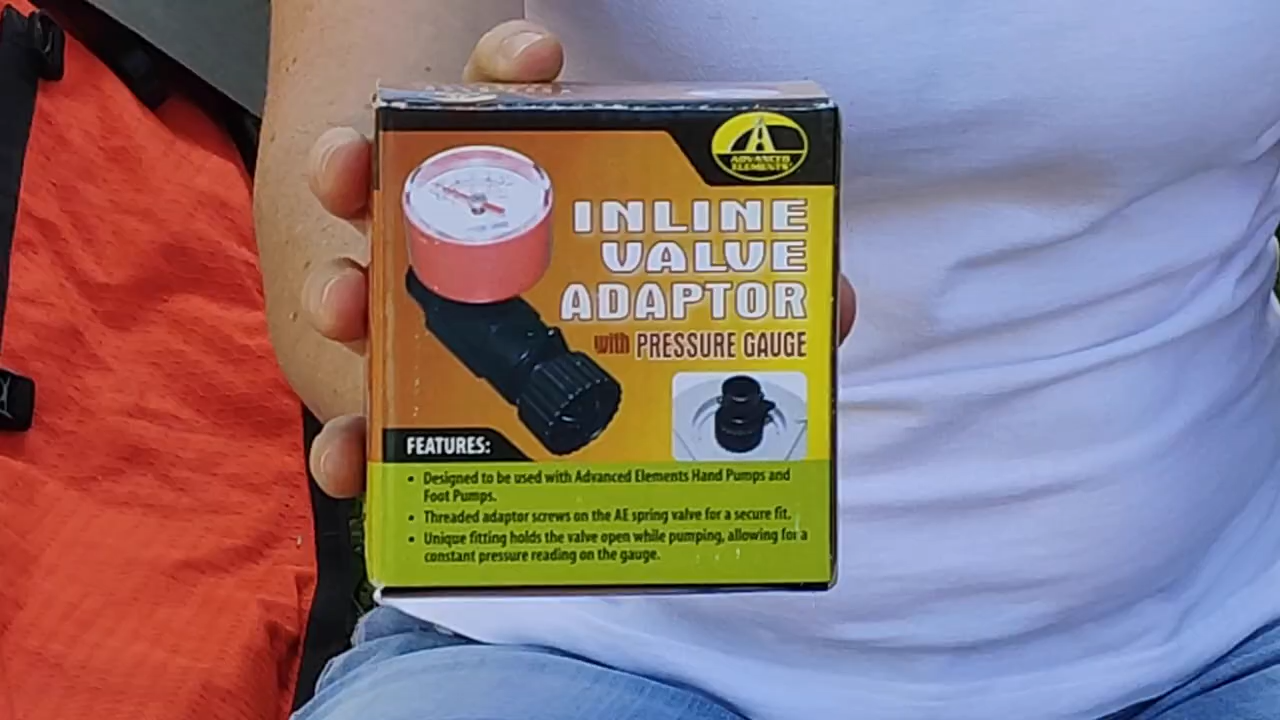 ADVANCED
ELEMENTS
INLINE
VALVE
ADAPTOR
with PRESSURE GAUGE
FEATURES:
• Designed to be used with Advanced Elements Hand Pumps and
Foot Pumps.
• Threaded adaptor screws on the AE spring valve for a secure fit.
• Unique fitting holds the valve open while pumping, allowing for a
constant pressure reading on the gauge.